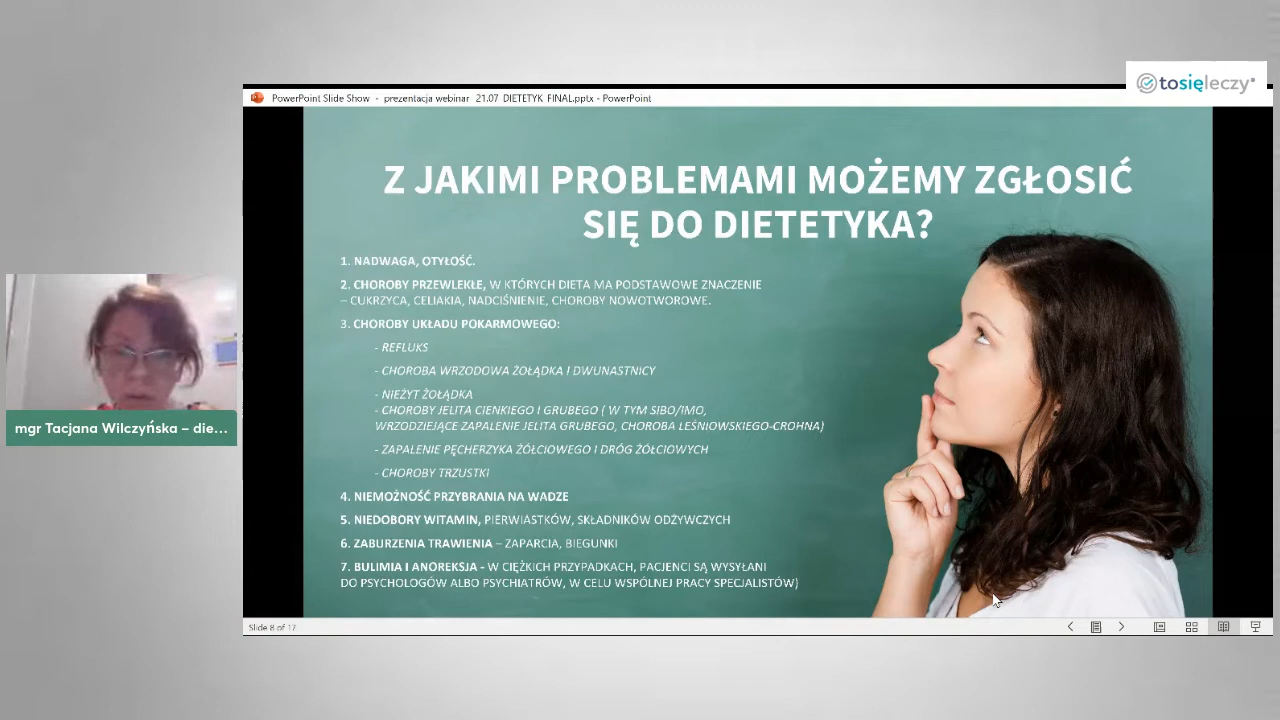 tosięleczy
PowerPoint Slide Show - prezentacja webinar 21.07 DIETETYK FINAL.pptx - PowerPoint
Z JAKIMI PROBLEMAMI MOŻEMY ZGŁOSIĆ
SIĘ DO DIETETYKA?
1. NADWAGA, OTYŁOŚĆ.
2. CHOROBY PRZEWLEKŁE, W KTÓRYCH DIETA MA PODSTAWOWE ZNACZENIE
– CUKRZYCA, CELIAKIA, NADCIŚNIENIE, CHOROBY NOWOTWOROWE.
3. CHOROBY UKŁADU POKARMOWEGO:
- REFLUKS
- CHOROBA WRZODOWA ŻOŁĄDKA I DWUNASTNICY
- NIEŻYT ŻOŁĄDKA
- CHOROBY JELITA CIENKIEGO I GRUBEGO ( W TYM SIBO/IMO,
WRZODZIEJĄCE ZAPALENIE JELITA GRUBEGO, CHOROBA LEŚNIOWSKIEGO-CROHNA)
- ZAPALENIE PĘCHERZYKA ŻÓŁCIOWEGO I DRÓG ŻÓŁCIOWYCH
- CHOROBY TRZUSTKI
4. NIEMOŻNOŚĆ PRZYBRANIA NA WADZE
5. NIEDOBORY WITAMIN, PIERWIASTKÓW, SKŁADNIKÓW ODŻYWCZYCH
6. ZABURZENIA TRAWIENIA – ZAPARCIA, BIEGUNKI
7. BULIMIA I ANOREKSJA - W CIĘŻKICH PRZYPADKACH, PACJENCI SĄ WYSYŁANI
DO PSYCHOLOGÓW ALBO PSYCHIATRÓW, W CELU WSPÓLNEJ PRACY SPECJALISTÓW)
mgr Tacjana Wilczyńska – die...
Slide 8 of 17